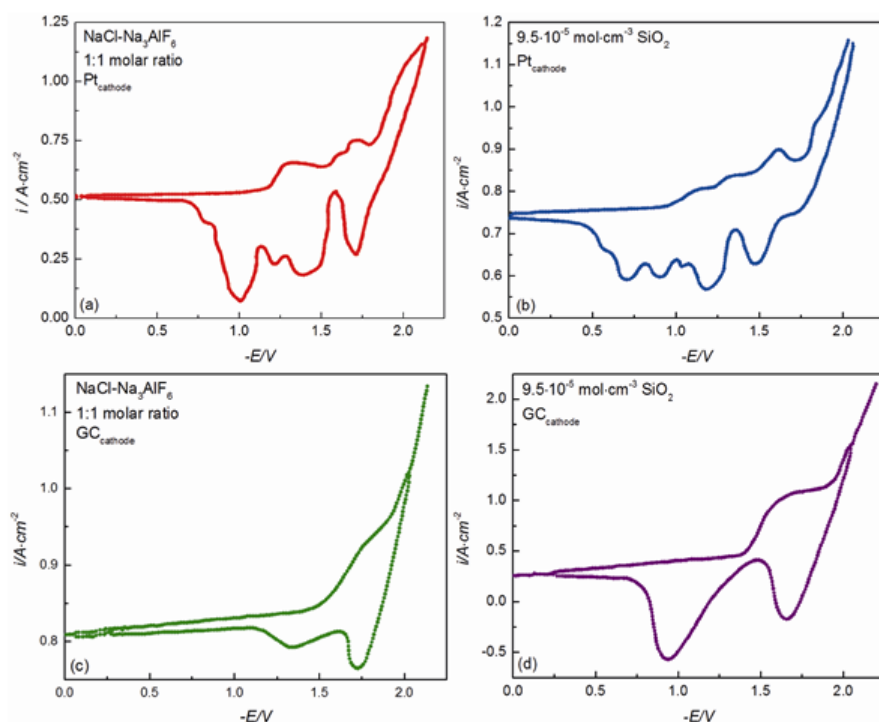 NaCl-Na₃AlF₆
1:1 molar ratio
Pt_cathode
i / A·cm⁻²
1.25
1.00
0.75
0.50
0.25
0.00
(a)
0.0 0.5 1.0 1.5 2.0
-E/V
9.5·10⁻⁵ mol·cm⁻³ SiO₂
Pt_cathode
i/A·cm⁻²
1.2
1.1
1.0
0.9
0.8
0.7
0.6
0.5
(b)
0.0 0.5 1.0 1.5 2.0
-E/V
NaCl-Na₃AlF₆
1:1 molar ratio
GC_cathode
i/A·cm⁻²
1.1
1.0
0.9
0.8
(c)
0.0 0.5 1.0 1.5 2.0
-E/V
9.5·10⁻⁵ mol·cm⁻³ SiO₂
GC_cathode
i/A·cm⁻²
2.0
1.5
1.0
0.5
0.0
-0.5
(d)
0.0 0.5 1.0 1.5 2.0
-E/V